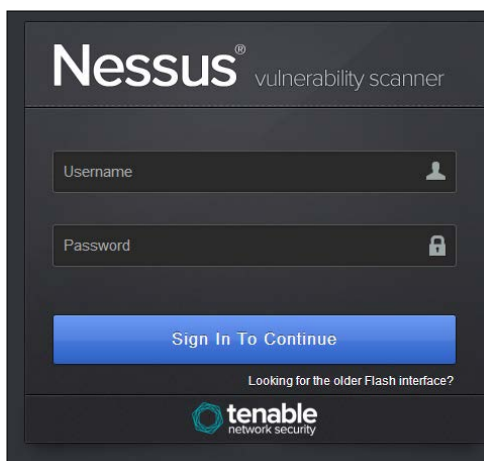 Nessus® vulnerability scanner
Username
Password
Sign In To Continue
Looking for the older Flash interface?
tenable
network security